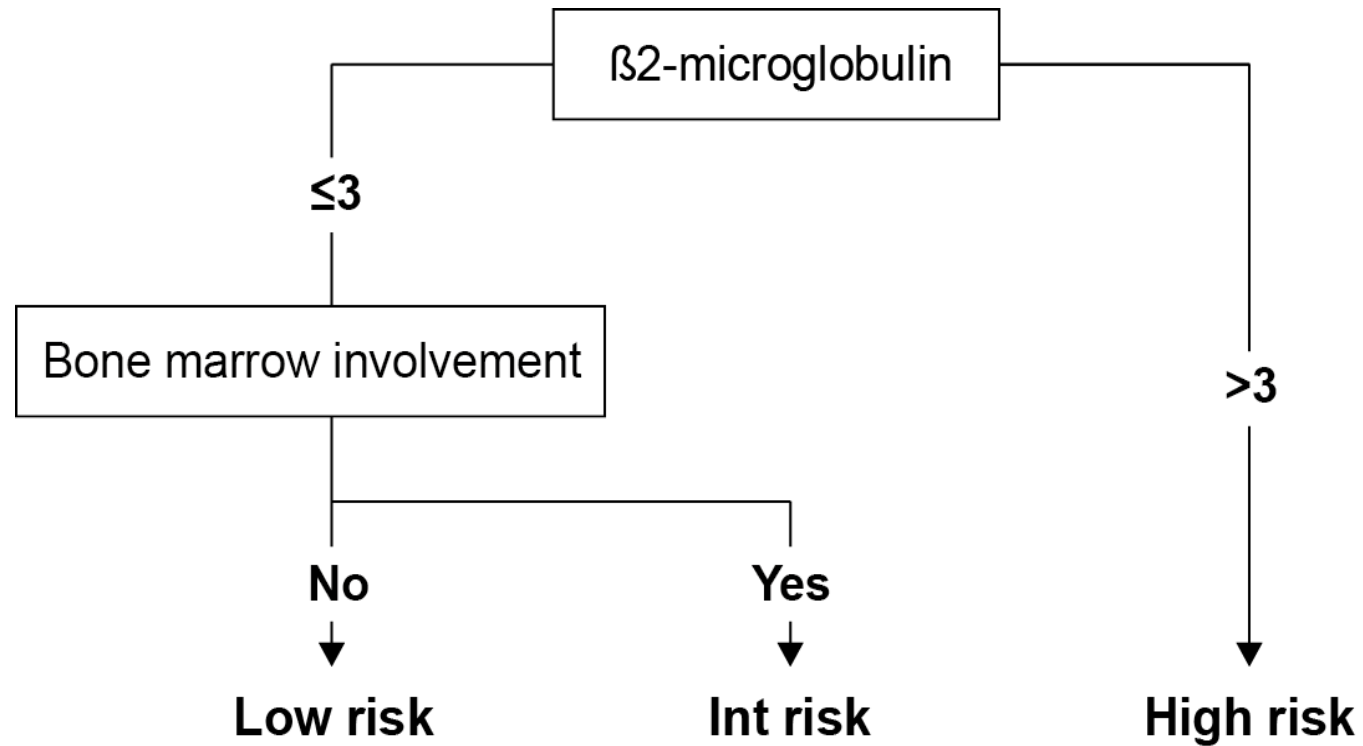 ß2-microglobulin
≤3
Bone marrow involvement
>3
No
Yes
Low risk
Int risk
High risk